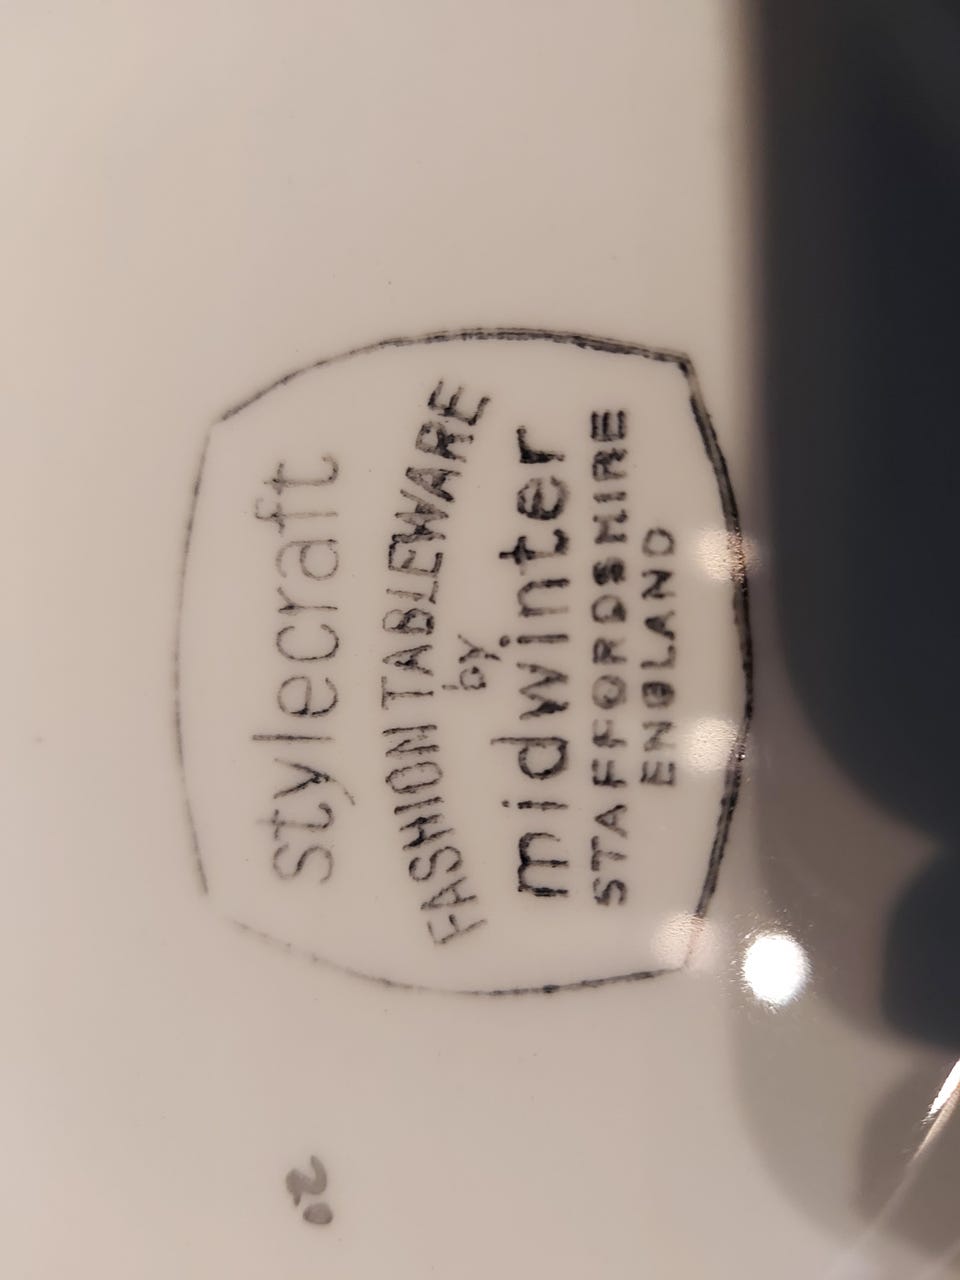 stylecraft
FASHION TABLEWARE
by
midwinter
STAFFORDSHIRE
ENGLAND